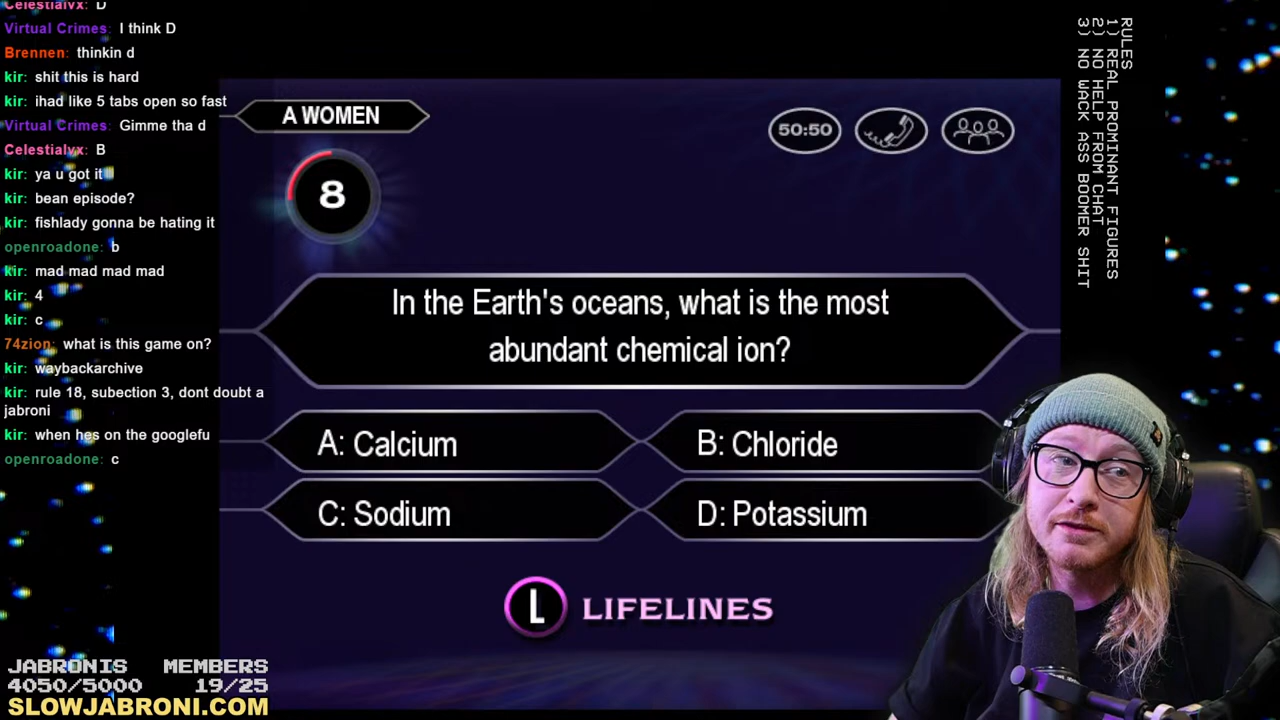 Celestialvx: D
Virtual Crimes: I think D
Brennen: thinkin d
kir: shit this is hard
kir: ihad like 5 tabs open so fast
Virtual Crimes: Gimme tha d
Celestialvx: B
kir: ya u got it
kir: bean episode?
kir: fishlady gonna be hating it
openroadone: b
kir: mad mad mad mad
kir: 4
kir: c
74zion: what is this game on?
kir: waybackarchive
kir: rule 18, subection 3, dont doubt a
jabroni
kir: when hes on the googlefu
openroadone: c
JABRONIS MEMBERS
4050/5000 19/25
SLOWJABRONI.COM
A WOMEN
8
50:50
In the Earth's oceans, what is the most
abundant chemical ion?
A: Calcium
B: Chloride
C: Sodium
D: Potassium
L LIFELINES
RULES
1) REAL PROMINANT FIGURES
2) NO HELP FROM CHAT
3) NO WACK ASS BOOMER SHIT